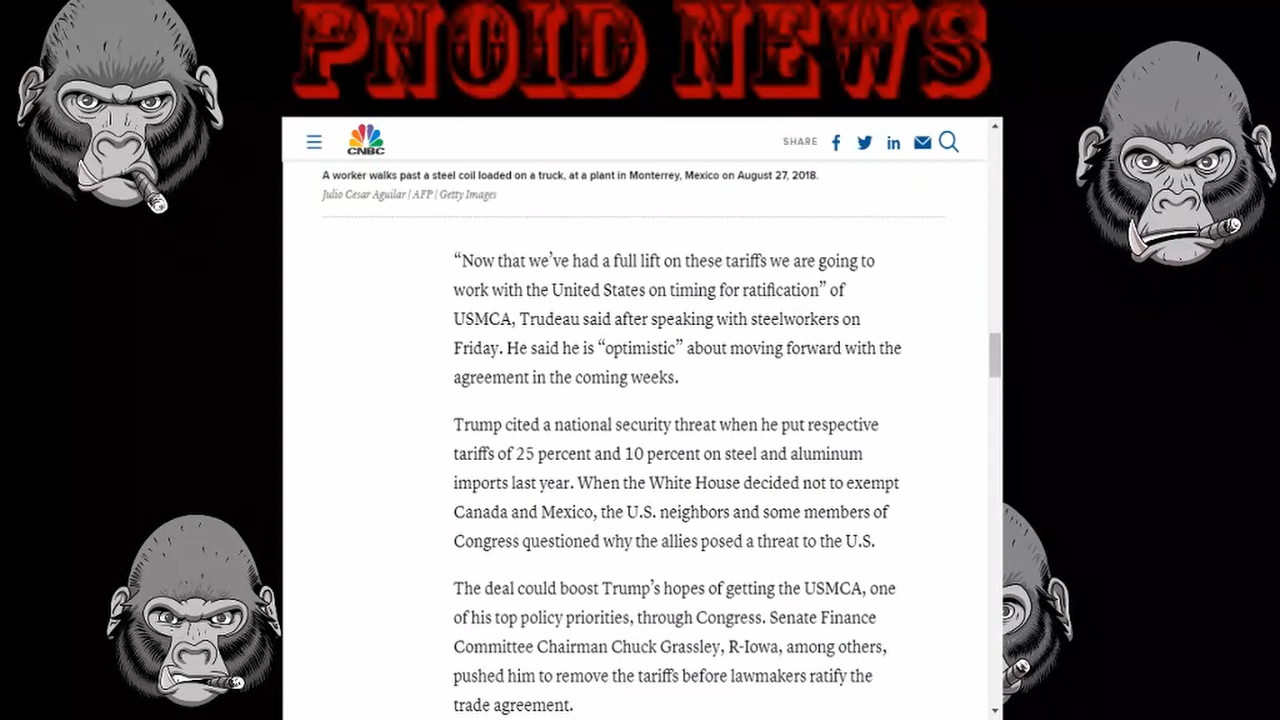 PNOID NEWS
CNBC
SHARE
A worker walks past a steel coil loaded on a truck, at a plant in Monterrey, Mexico on August 27, 2018.
Julio Cesar Aguilar | AFP | Getty Images
“Now that we’ve had a full lift on these tariffs we are going to
work with the United States on timing for ratification” of
USMCA, Trudeau said after speaking with steelworkers on
Friday. He said he is “optimistic” about moving forward with the
agreement in the coming weeks.
Trump cited a national security threat when he put respective
tariffs of 25 percent and 10 percent on steel and aluminum
imports last year. When the White House decided not to exempt
Canada and Mexico, the U.S. neighbors and some members of
Congress questioned why the allies posed a threat to the U.S.
The deal could boost Trump’s hopes of getting the USMCA, one
of his top policy priorities, through Congress. Senate Finance
Committee Chairman Chuck Grassley, R-Iowa, among others,
pushed him to remove the tariffs before lawmakers ratify the
trade agreement.